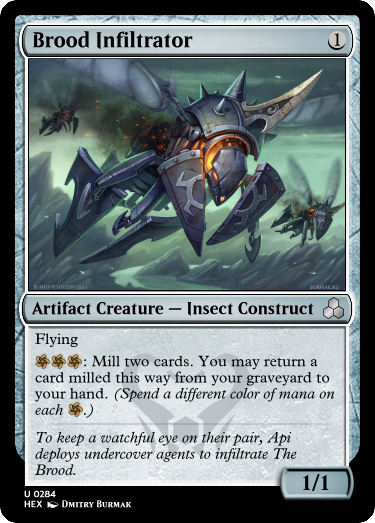 Brood Infiltrator 1
BURMAK.RU
Artifact Creature — Insect Construct
Flying
: Mill two cards. You may return a
card milled this way from your graveyard to
your hand. (Spend a different color of mana on
each .)
To keep a watchful eye on their pair, Api
deploys undercover agents to infiltrate The
Brood.
1/1
U 0284
HEX Dmitry Burmak